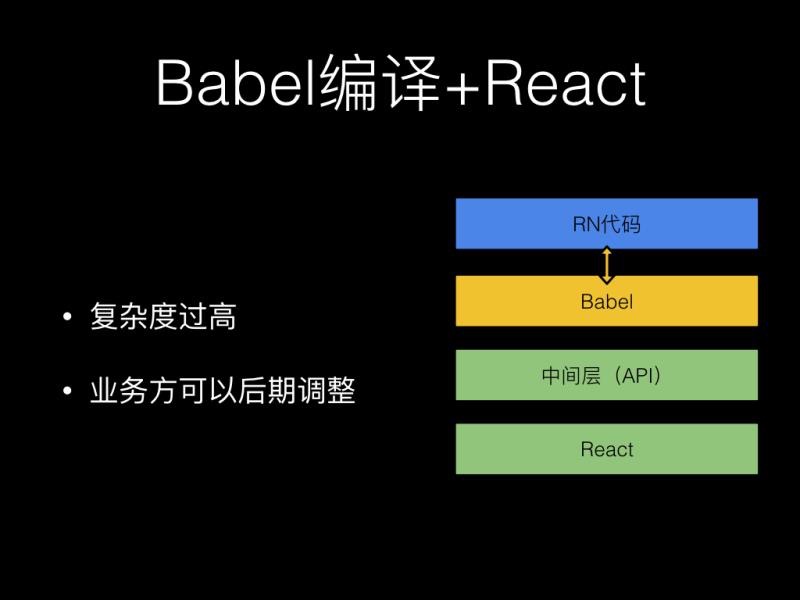 Babel编译+React
• 复杂度过高
• 业务方可以后期调整
RN代码
Babel
中间层（API）
React